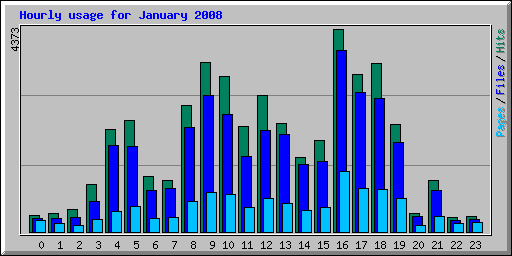 Hourly usage for January 2008
4373
Pages/Files/Hits
0 1 2 3 4 5 6 7 8 9 10 11 12 13 14 15 16 17 18 19 20 21 22 23